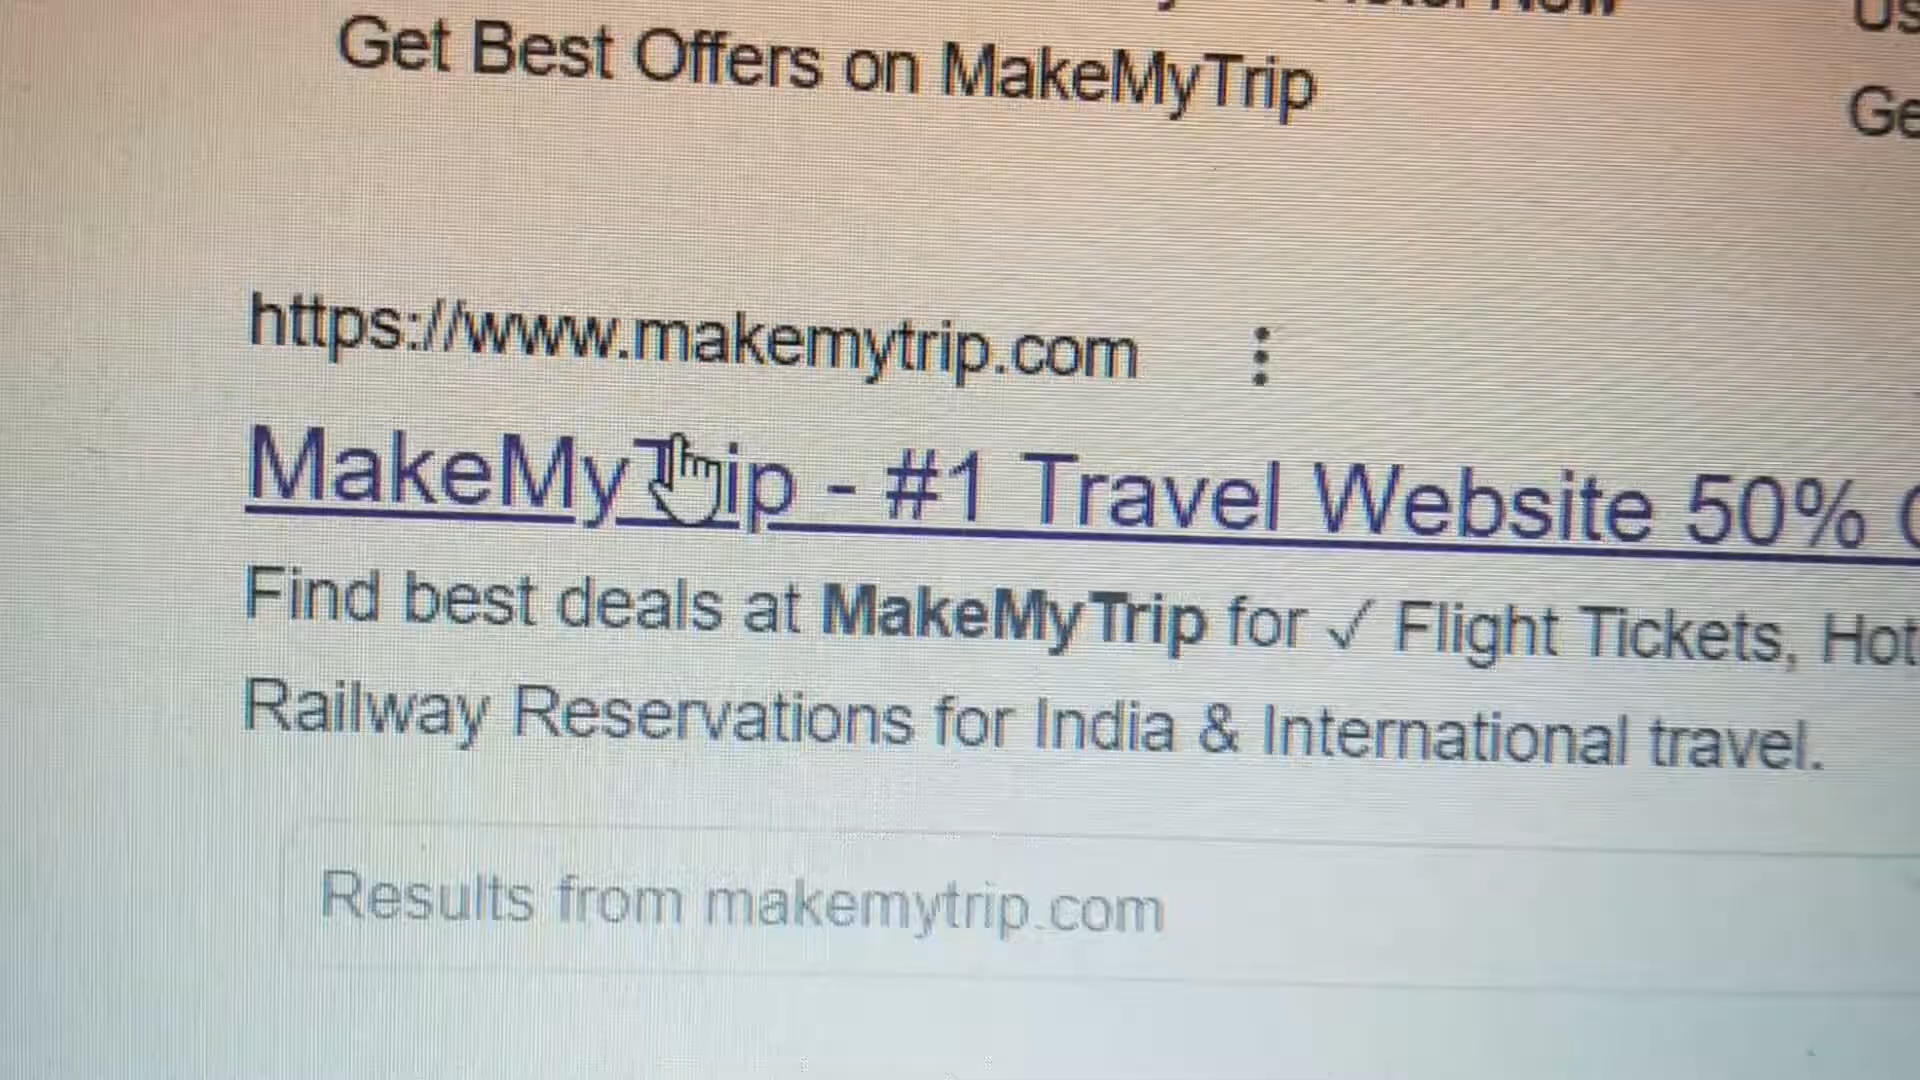 Get Best Offers on MakeMyTrip
https://www.makemytrip.com
MakeMyTrip - #1 Travel Website 50%
Find best deals at MakeMyTrip for ✓ Flight Tickets,
Railway Reservations for India & International travel.
Results from makemytrip.com